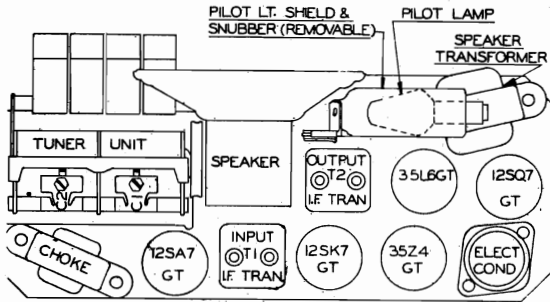 PILOT LT. SHIELD &
SNUBBER (REMOVABLE)
PILOT LAMP
SPEAKER
TRANSFORMER
TUNER UNIT
SPEAKER
OUTPUT
T2
I.F. TRAN
35L6GT
12SQ7
GT
CHOKE
12SA7
GT
INPUT
T1
I.F. TRAN
12SK7
GT
35Z4
GT
ELECT
COND